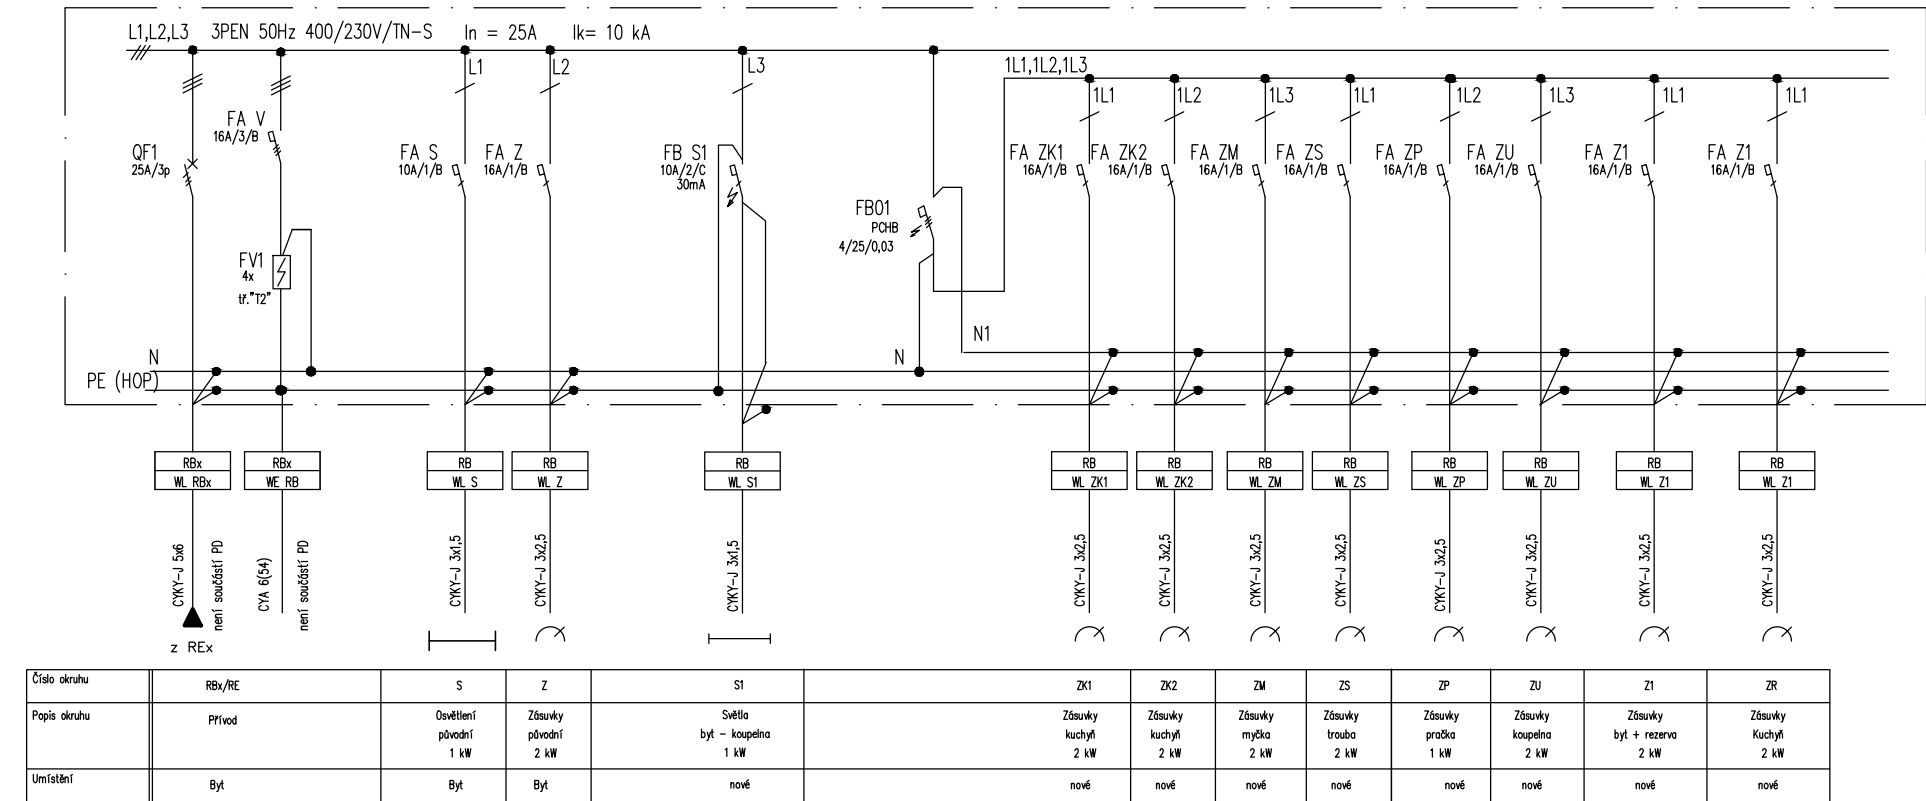 L1,L2,L3 3PEN 50Hz 400/230V/TN-S In = 25A Ik= 10 kA
L1 L2 L3
1L1,1L2,1L3
1L1 1L2 1L3 1L1 1L2 1L3 1L1 1L1
FA V
16A/3/B
QF1
25A/3p
FA S
10A/1/B
FA Z
16A/1/B
FB S1
10A/2/C
30mA
FA ZK1
16A/1/B
FA ZK2
16A/1/B
FA ZM
16A/1/B
FA ZS
16A/1/B
FA ZP
16A/1/B
FA ZU
16A/1/B
FA Z1
16A/1/B
FA Z1
16A/1/B
FB01
PCHB
4/25/0,03
FV1
4x
tř."T2"
N1
N N
PE (HOP)
RBx RBx RB RB RB RB RB RB RB RB RB RB RB
WL RBx WE RB WL S WL Z WL S1 WL ZK1 WL ZK2 WL ZM WL ZS WL ZP WL ZU WL Z1 WL Z1
CYKY-J 5x6
není součástí PD
CYA 6(54)
není součástí PD
CYKY-J 3x1,5
CYKY-J 3x2,5
CYKY-J 3x1,5
CYKY-J 3x2,5
CYKY-J 3x2,5
CYKY-J 3x2,5
CYKY-J 3x2,5
CYKY-J 3x2,5
CYKY-J 3x2,5
CYKY-J 3x2,5
CYKY-J 3x2,5
z REx
Číslo okruhu RBx/RE S Z S1 ZK1 ZK2 ZM ZS ZP ZU Z1 ZR
Popis okruhu Přívod Osvětlení Zásuvky Světla Zásuvky Zásuvky Zásuvky Zásuvky Zásuvky Zásuvky Zásuvky Zásuvky
původní původní byt - koupelna kuchyň kuchyň myčka trouba pračka koupelna byt + rezerva Kuchyň
1 kW 2 kW 1 kW 2 kW 2 kW 2 kW 2 kW 1 kW 2 kW 2 kW 2 kW
Umístění Byt Byt Byt nové nové nové nové nové nové nové nové nové